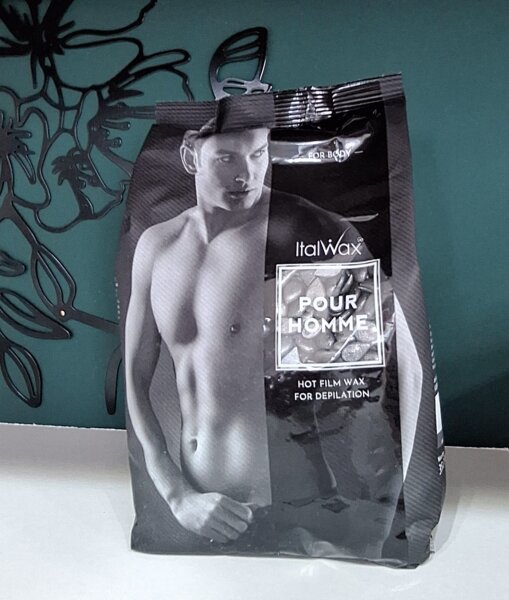 FOR BODY
ItalWax
POUR
HOMME
HOT FILM WAX
FOR DEPILATION